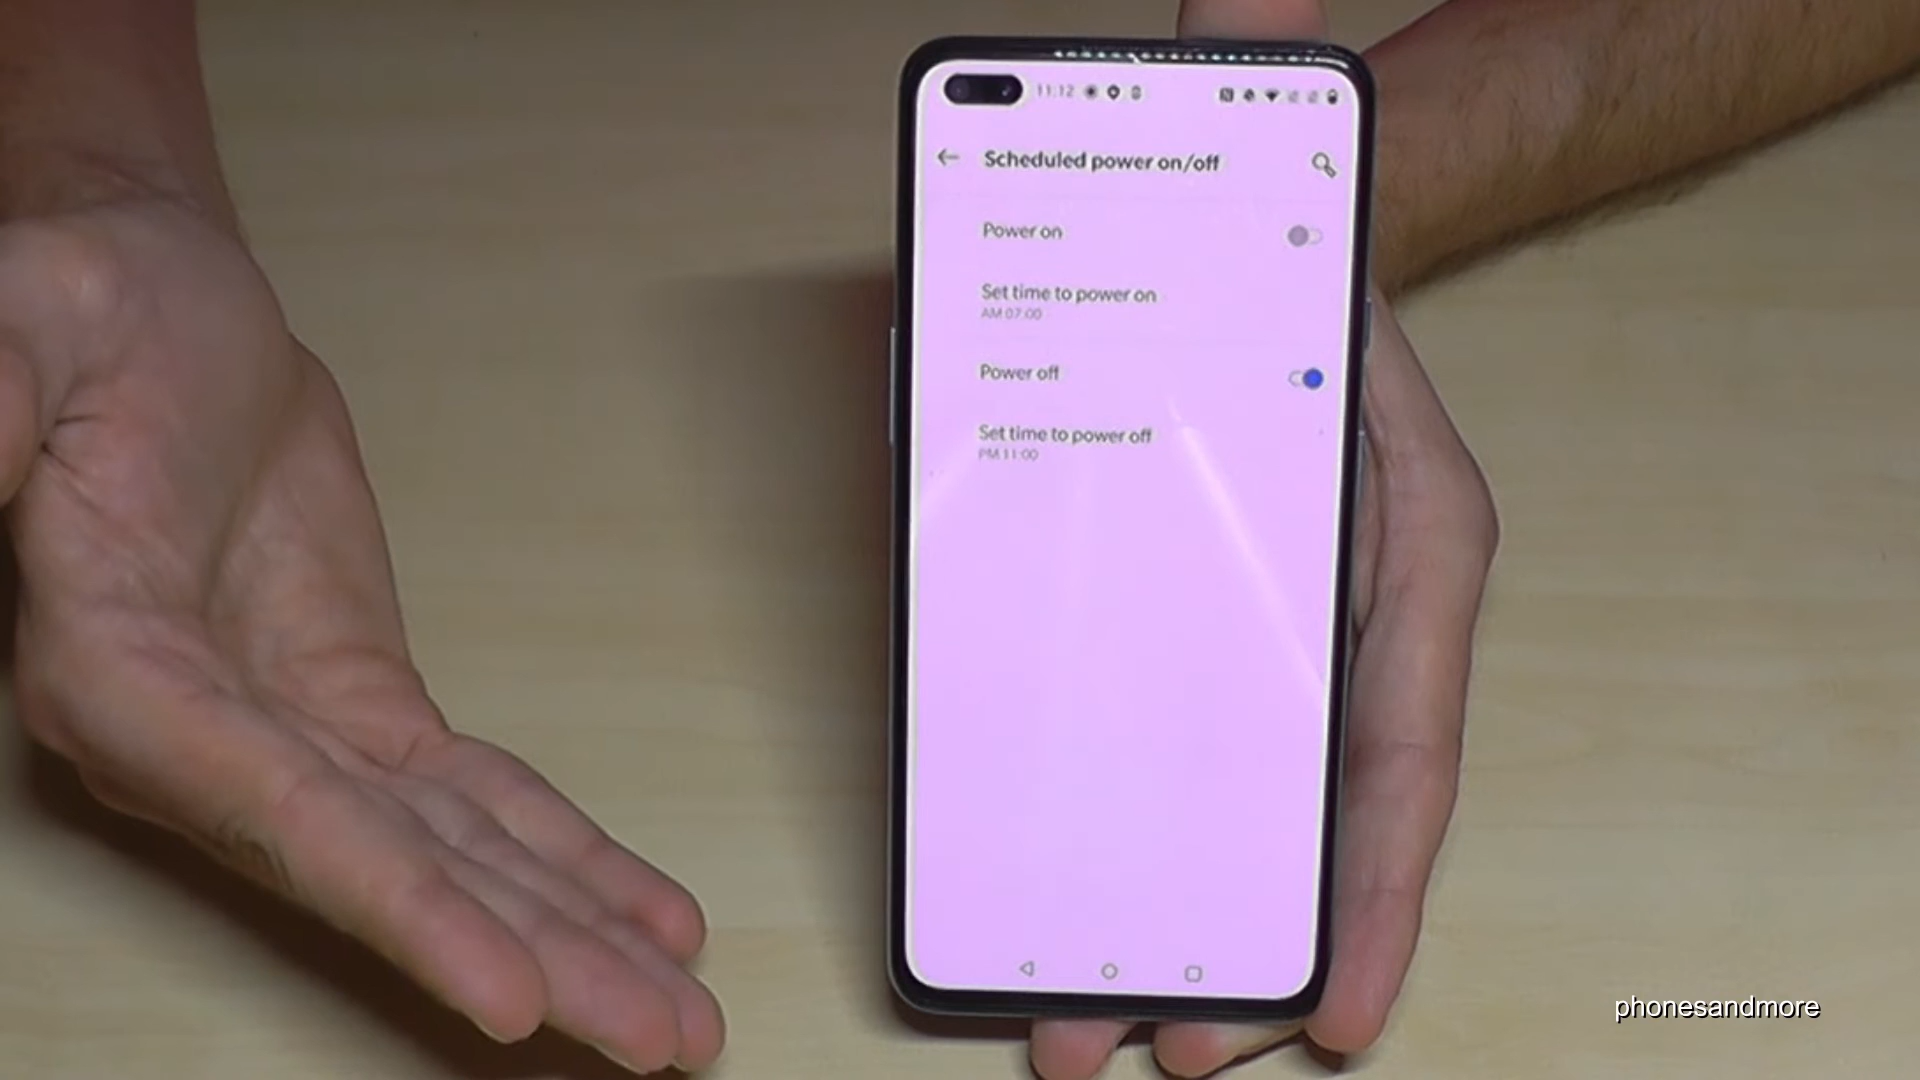 11:12
Scheduled power on/off
Power on
Set time to power on
AM 07:00
Power off
Set time to power off
PM 11:00
phonesandmore